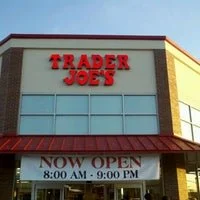 TRADER
JOE'S
NOW OPEN
8:00 AM - 9:00 PM